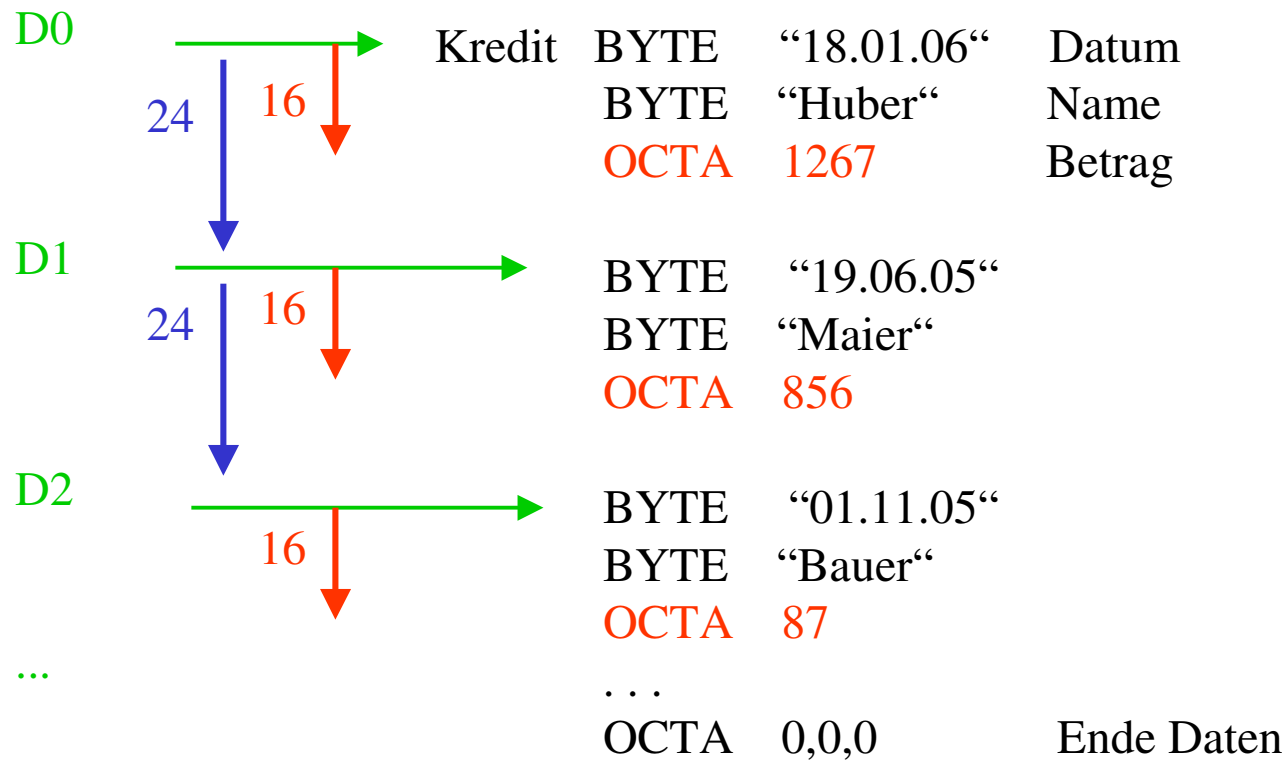 D0 Kredit BYTE “18.01.06“ Datum
24 16 BYTE “Huber“ Name
OCTA 1267 Betrag
D1 BYTE “19.06.05“
24 16 BYTE “Maier“
OCTA 856
D2 BYTE “01.11.05“
16 BYTE “Bauer“
OCTA 87
... . . .
OCTA 0,0,0 Ende Daten